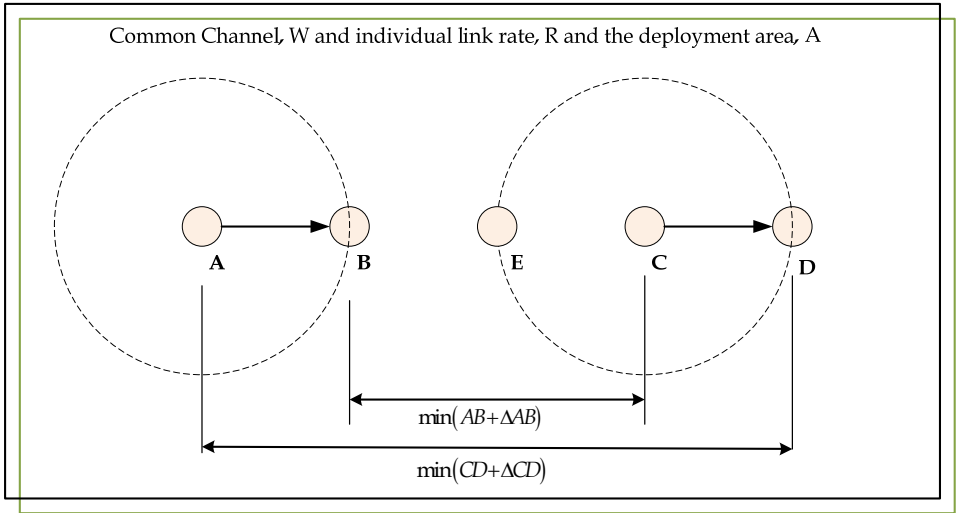 Common Channel, W and individual link rate, R and the deployment area, A
A
B
E
C
D
min(AB+ΔAB)
min(CD+ΔCD)